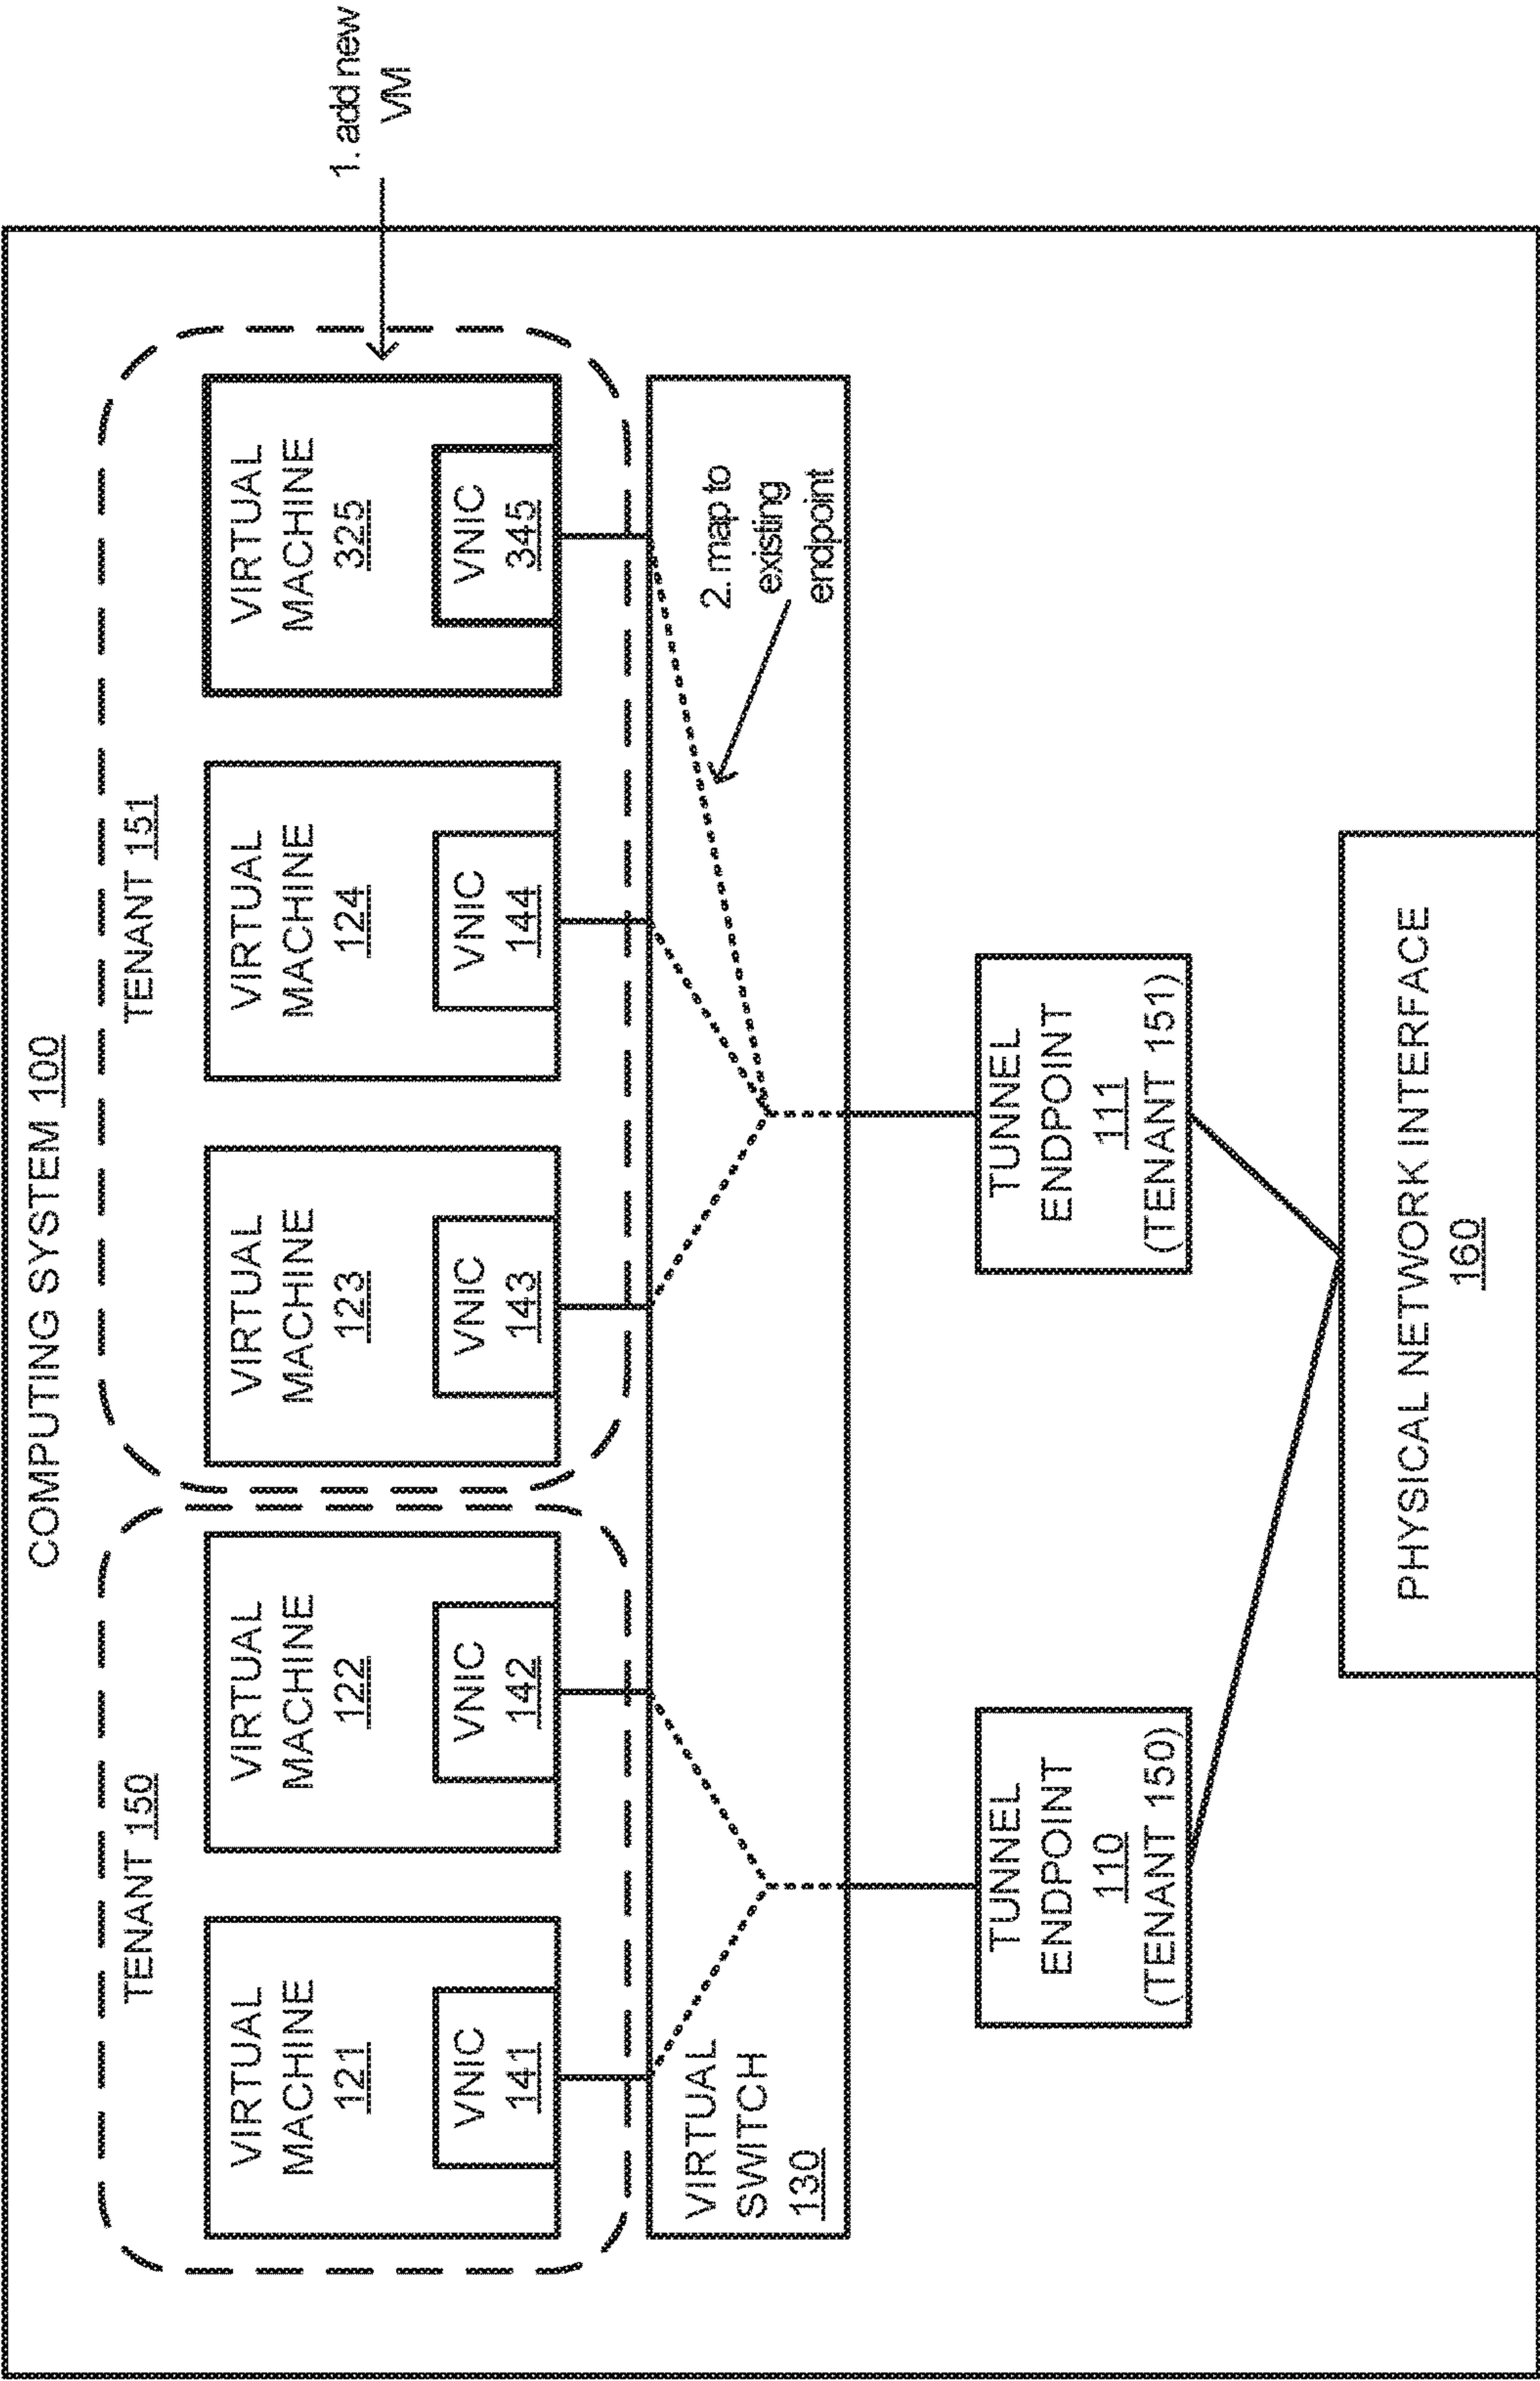 COMPUTING SYSTEM 100
TENANT 150
TENANT 151
VIRTUAL
MACHINE
121
VNIC
141
VIRTUAL
MACHINE
122
VNIC
142
VIRTUAL
MACHINE
123
VNIC
143
VIRTUAL
MACHINE
124
VNIC
144
VIRTUAL
MACHINE
325
VNIC
345
1. add new
VM
VIRTUAL
SWITCH
130
2. map to
existing
endpoint
TUNNEL
ENDPOINT
110
(TENANT 150)
TUNNEL
ENDPOINT
111
(TENANT 151)
PHYSICAL NETWORK INTERFACE
160